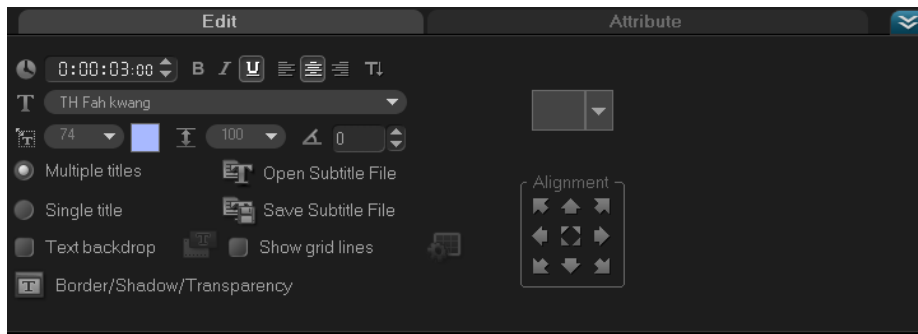 Edit Attribute
0:00:03:00 B I U T
T TH Fah kwang
T 74 100 0
Multiple titles T Open Subtitle File
Single title Save Subtitle File
Text backdrop T Show grid lines
T Border/Shadow/Transparency
Alignment